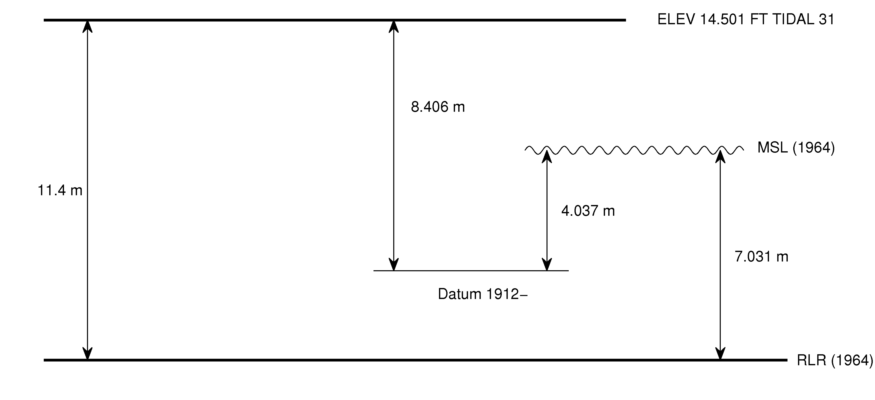 ELEV 14.501 FT TIDAL 31
8.406 m
MSL (1964)
11.4 m
4.037 m
7.031 m
Datum 1912–
RLR (1964)